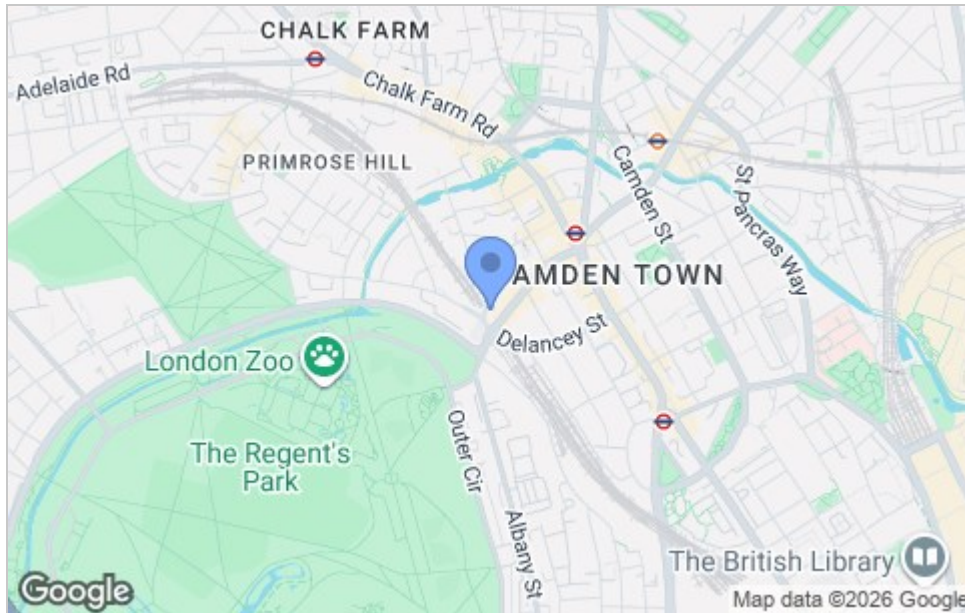 CHALK FARM
Adelaide Rd
Chalk Farm Rd
PRIMROSE HILL
Camden St
St Pancras Way
AMDEN TOWN
Delancey St
London Zoo
The Regent's
Park
Outer Cir
Albany St
The British Library
Google
Map data ©2026 Google